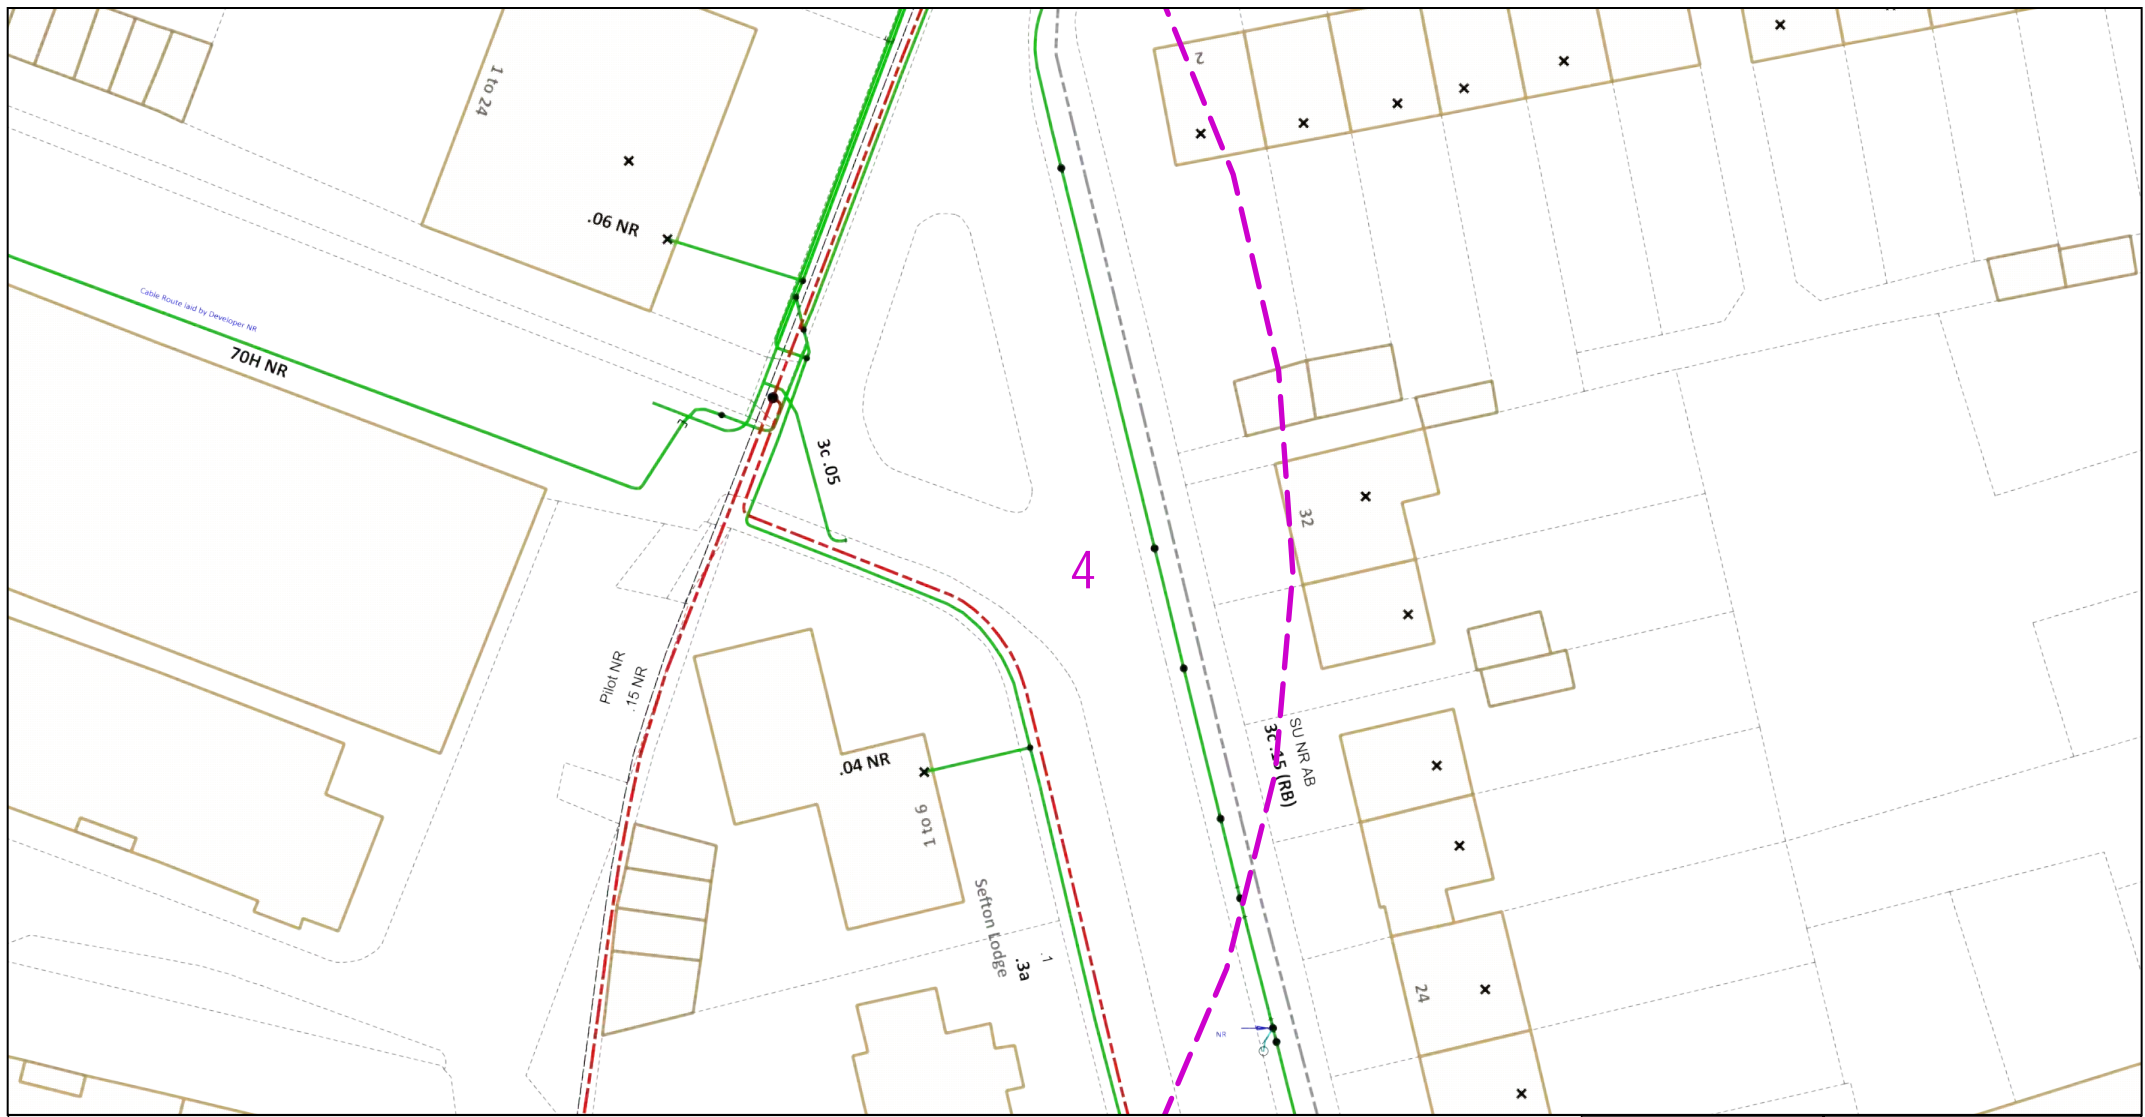 1 to 24
2
.06 NR
Cable Route laid by Developer NR
70H NR
3c .05
32
4
Pilot NR
.15 NR
3c .15 (RB)
SU NR AB
.04 NR
1 to 6
Sefton Lodge
.3a
.1
24
NR